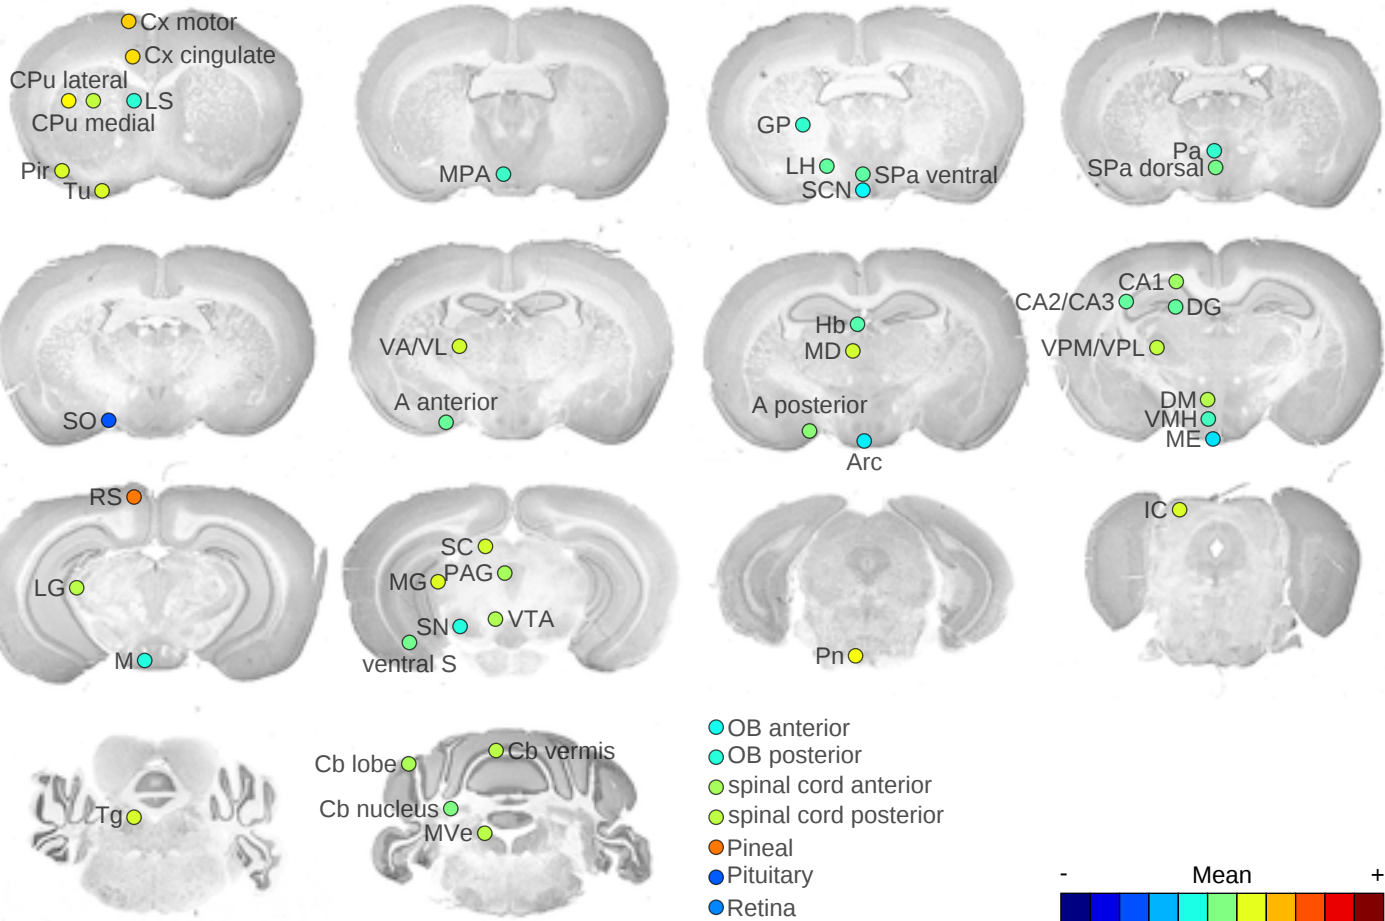 Cx motor
Cx cingulate
CPu lateral
LS
CPu medial
Pir
Tu
MPA
GP
LH
SPa ventral
SCN
Pa
SPa dorsal
SO
VA/VL
A anterior
Hb
MD
A posterior
Arc
CA1
CA2/CA3
DG
VPM/VPL
DM
VMH
ME
RS
LG
M
SC
PAG
MG
VTA
SN
ventral S
Pn
IC
Tg
Cb vermis
Cb lobe
Cb nucleus
MVe
OB anterior
OB posterior
spinal cord anterior
spinal cord posterior
Pineal
Pituitary
Retina
- Mean +